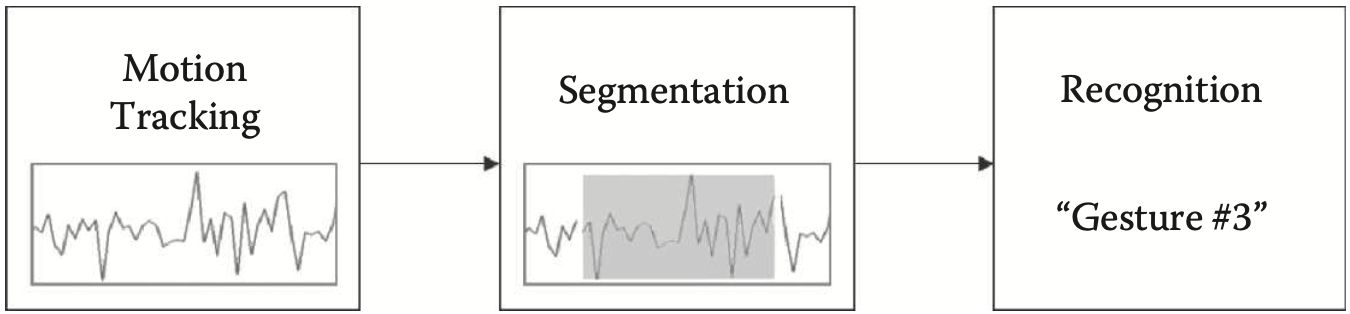 Motion
Tracking
Segmentation
Recognition
“Gesture #3”